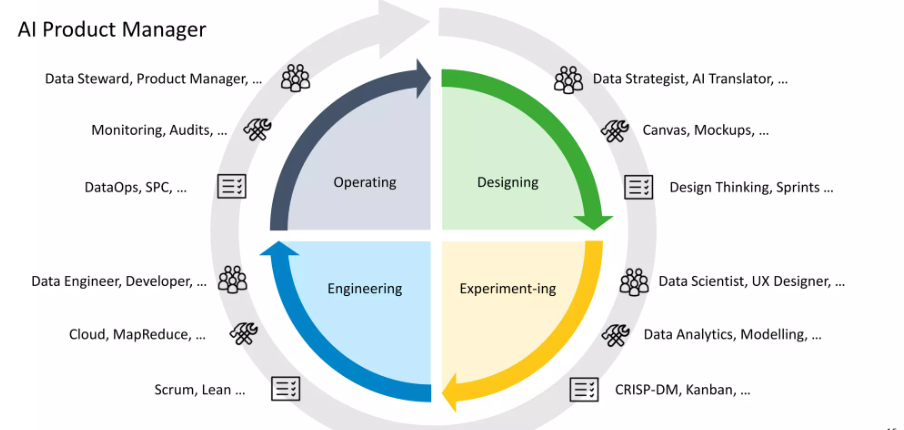 AI Product Manager
Data Steward, Product Manager, ...
Data Strategist, AI Translator, ...
Monitoring, Audits, ...
Canvas, Mockups, ...
DataOps, SPC, ...
Operating
Designing
Design Thinking, Sprints ...
Data Engineer, Developer, ...
Engineering
Experiment-ing
Data Scientist, UX Designer, ...
Cloud, MapReduce, ...
Data Analytics, Modelling, ...
Scrum, Lean ...
CRISP-DM, Kanban, ...